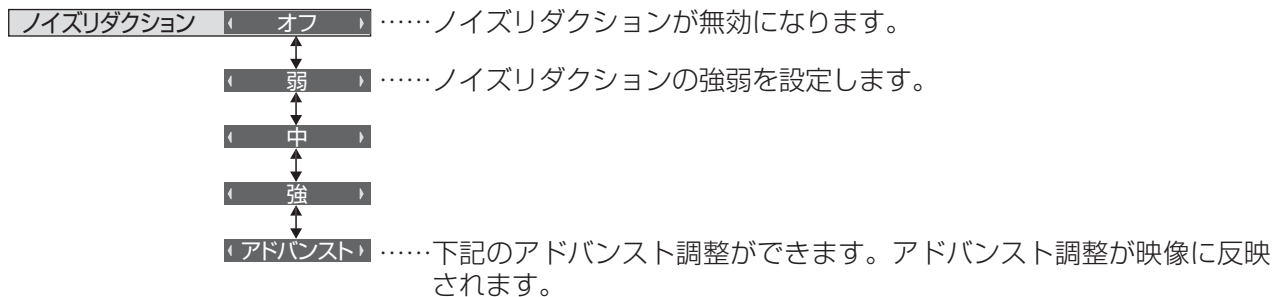 ノイズリダクション オフ ……ノイズリダクションが無効になります。
弱 ……ノイズリダクションの強弱を設定します。
中
強
アドバンスト ……下記のアドバンスト調整ができます。アドバンスト調整が映像に反映
されます。